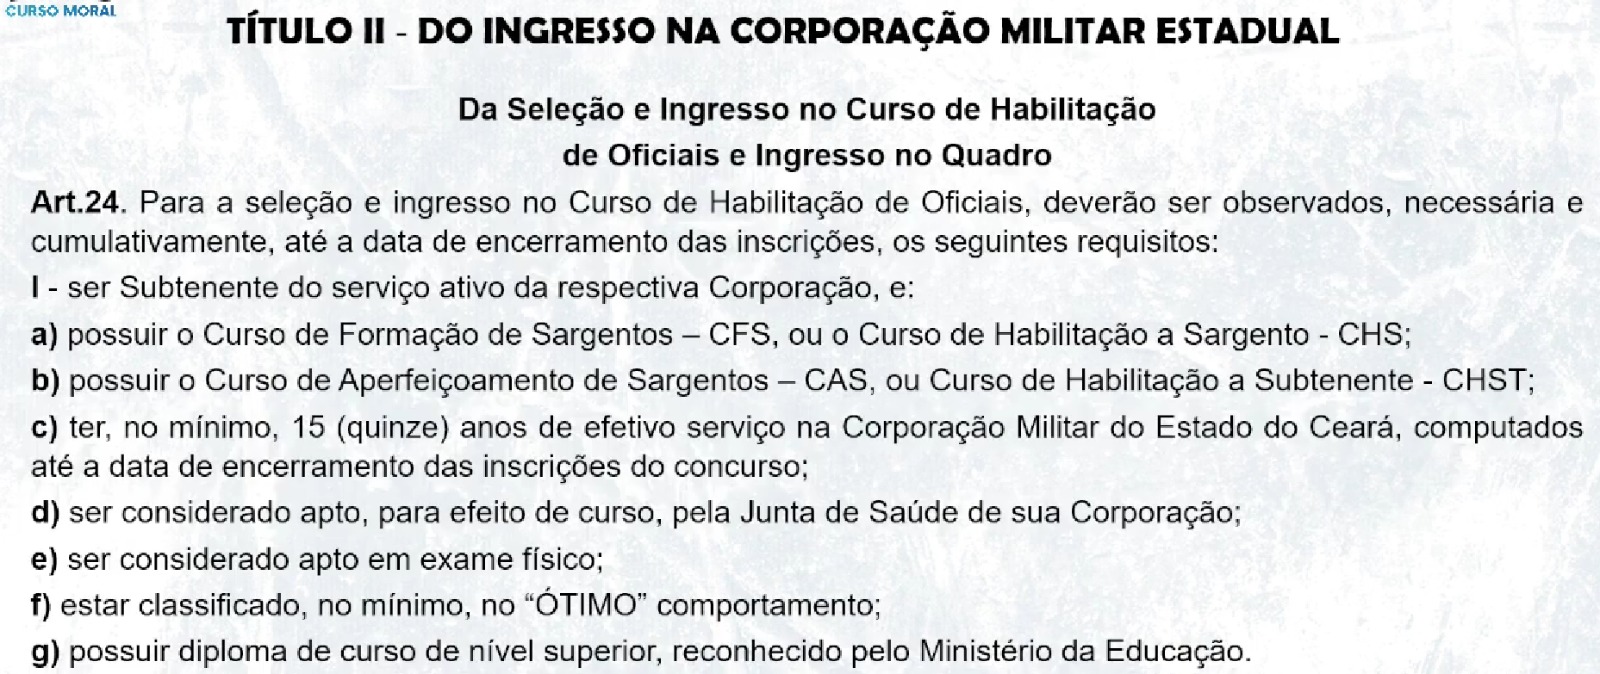 CURSO MORAL
TÍTULO II - DO INGRESSO NA CORPORAÇÃO MILITAR ESTADUAL
Da Seleção e Ingresso no Curso de Habilitação
de Oficiais e Ingresso no Quadro
Art.24. Para a seleção e ingresso no Curso de Habilitação de Oficiais, deverão ser observados, necessária e
cumulativamente, até a data de encerramento das inscrições, os seguintes requisitos:
I - ser Subtenente do serviço ativo da respectiva Corporação, e:
a) possuir o Curso de Formação de Sargentos – CFS, ou o Curso de Habilitação a Sargento - CHS;
b) possuir o Curso de Aperfeiçoamento de Sargentos – CAS, ou Curso de Habilitação a Subtenente - CHST;
c) ter, no mínimo, 15 (quinze) anos de efetivo serviço na Corporação Militar do Estado do Ceará, computados
até a data de encerramento das inscrições do concurso;
d) ser considerado apto, para efeito de curso, pela Junta de Saúde de sua Corporação;
e) ser considerado apto em exame físico;
f) estar classificado, no mínimo, no “ÓTIMO” comportamento;
g) possuir diploma de curso de nível superior, reconhecido pelo Ministério da Educação.